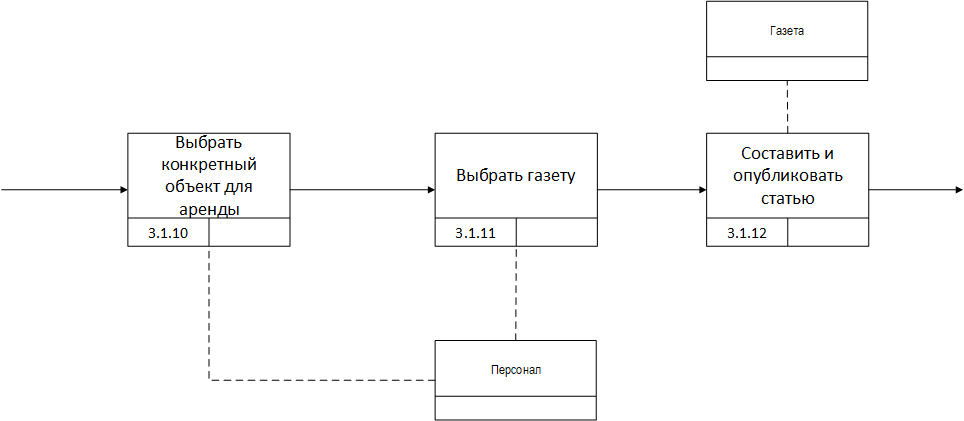 Газета
Выбрать
конкретный
объект для
аренды
3.1.10
Выбрать газету
3.1.11
Составить и
опубликовать
статью
3.1.12
Персонал